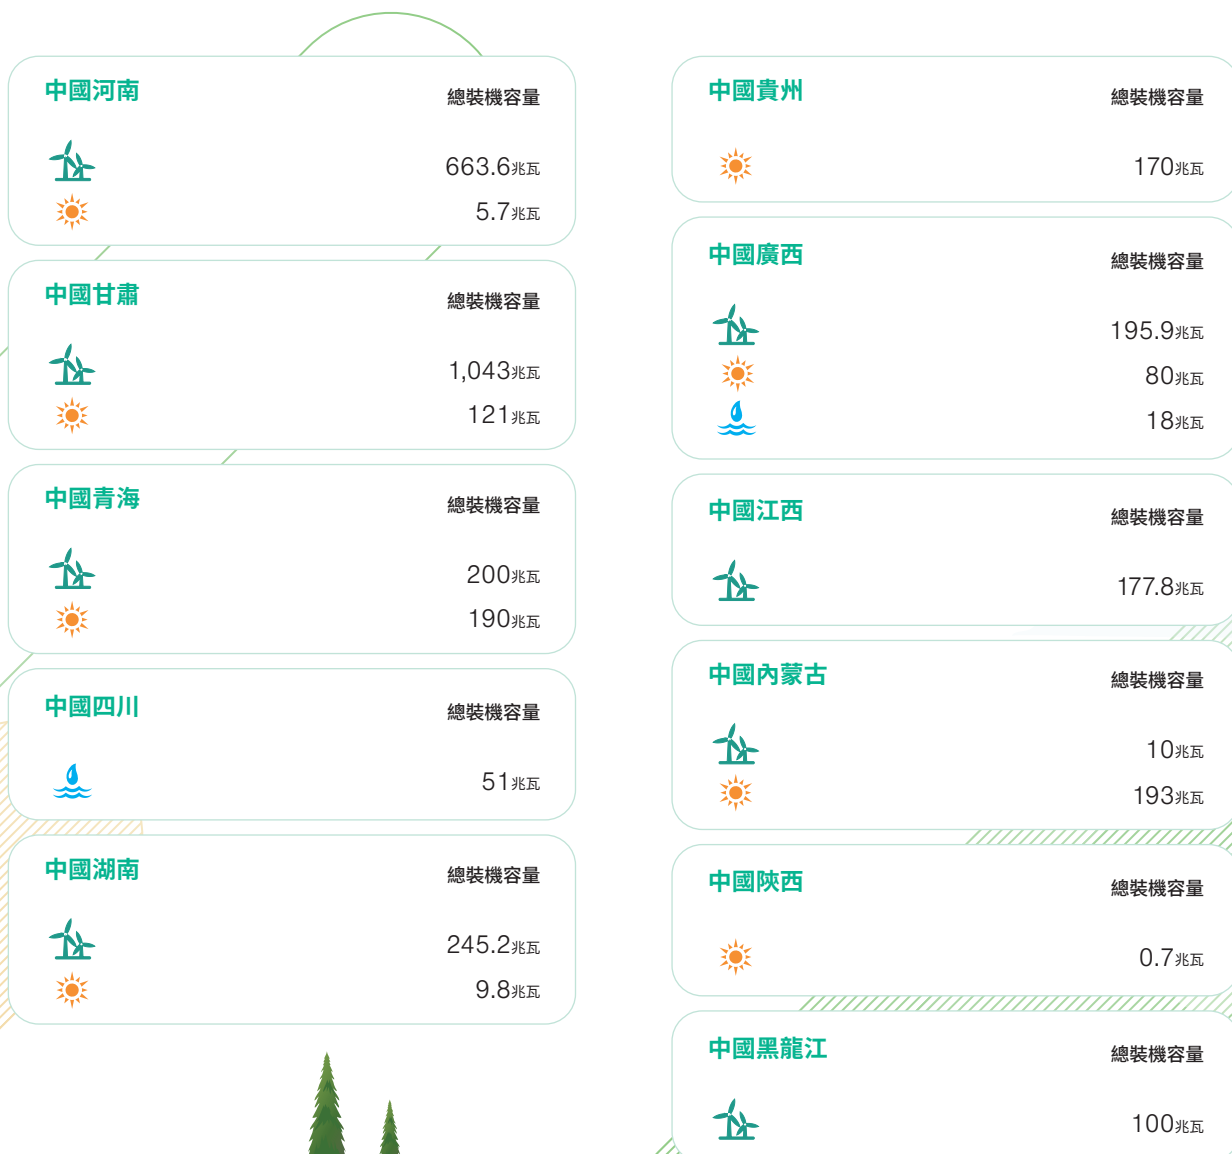 中國河南
總裝機容量
663.6兆瓦
5.7兆瓦
中國甘肅
總裝機容量
1,043兆瓦
121兆瓦
中國青海
總裝機容量
200兆瓦
190兆瓦
中國四川
總裝機容量
51兆瓦
中國湖南
總裝機容量
245.2兆瓦
9.8兆瓦
中國貴州
總裝機容量
170兆瓦
中國廣西
總裝機容量
195.9兆瓦
80兆瓦
18兆瓦
中國江西
總裝機容量
177.8兆瓦
中國內蒙古
總裝機容量
10兆瓦
193兆瓦
中國陝西
總裝機容量
0.7兆瓦
中國黑龍江
總裝機容量
100兆瓦